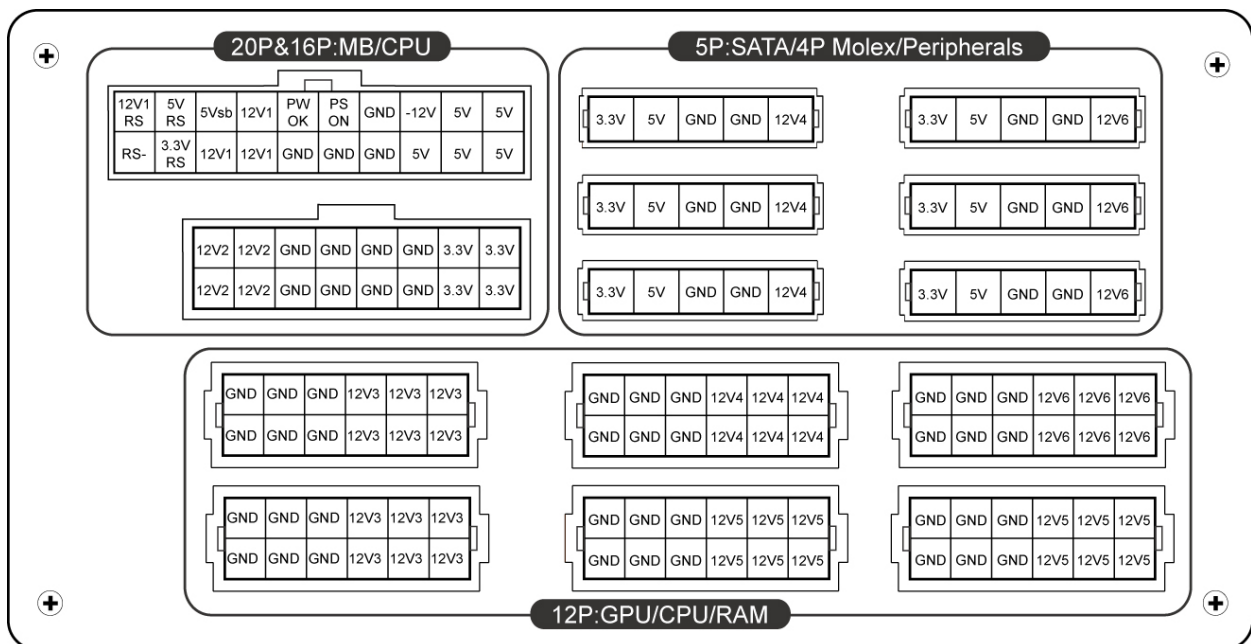 20P&16P:MB/CPU
12V1 RS 5V RS 5Vsb 12V1 PW OK PS ON GND -12V 5V 5V
RS- 3.3V RS 12V1 12V1 GND GND GND 5V 5V 5V
12V2 12V2 GND GND GND GND 3.3V 3.3V
12V2 12V2 GND GND GND GND 3.3V 3.3V
5P:SATA/4P Molex/Peripherals
3.3V 5V GND GND 12V4
3.3V 5V GND GND 12V6
3.3V 5V GND GND 12V4
3.3V 5V GND GND 12V6
3.3V 5V GND GND 12V4
3.3V 5V GND GND 12V6
GND GND GND 12V3 12V3 12V3
GND GND GND 12V3 12V3 12V3
GND GND GND 12V4 12V4 12V4
GND GND GND 12V4 12V4 12V4
GND GND GND 12V6 12V6 12V6
GND GND GND 12V6 12V6 12V6
GND GND GND 12V3 12V3 12V3
GND GND GND 12V3 12V3 12V3
GND GND GND 12V5 12V5 12V5
GND GND GND 12V5 12V5 12V5
GND GND GND 12V5 12V5 12V5
GND GND GND 12V5 12V5 12V5
12P:GPU/CPU/RAM